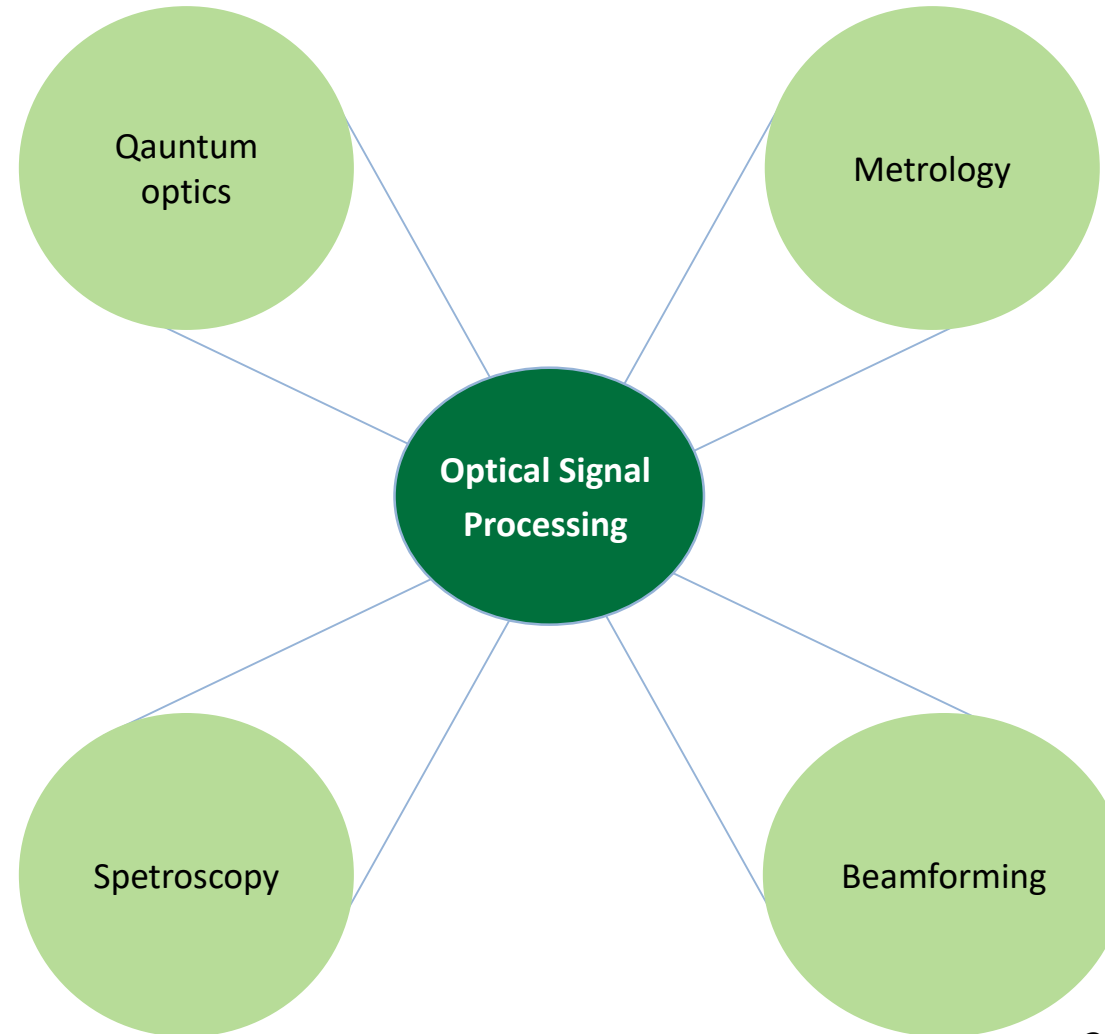 Qauntum
optics
Metrology
Optical Signal
Processing
Spetroscopy
Beamforming